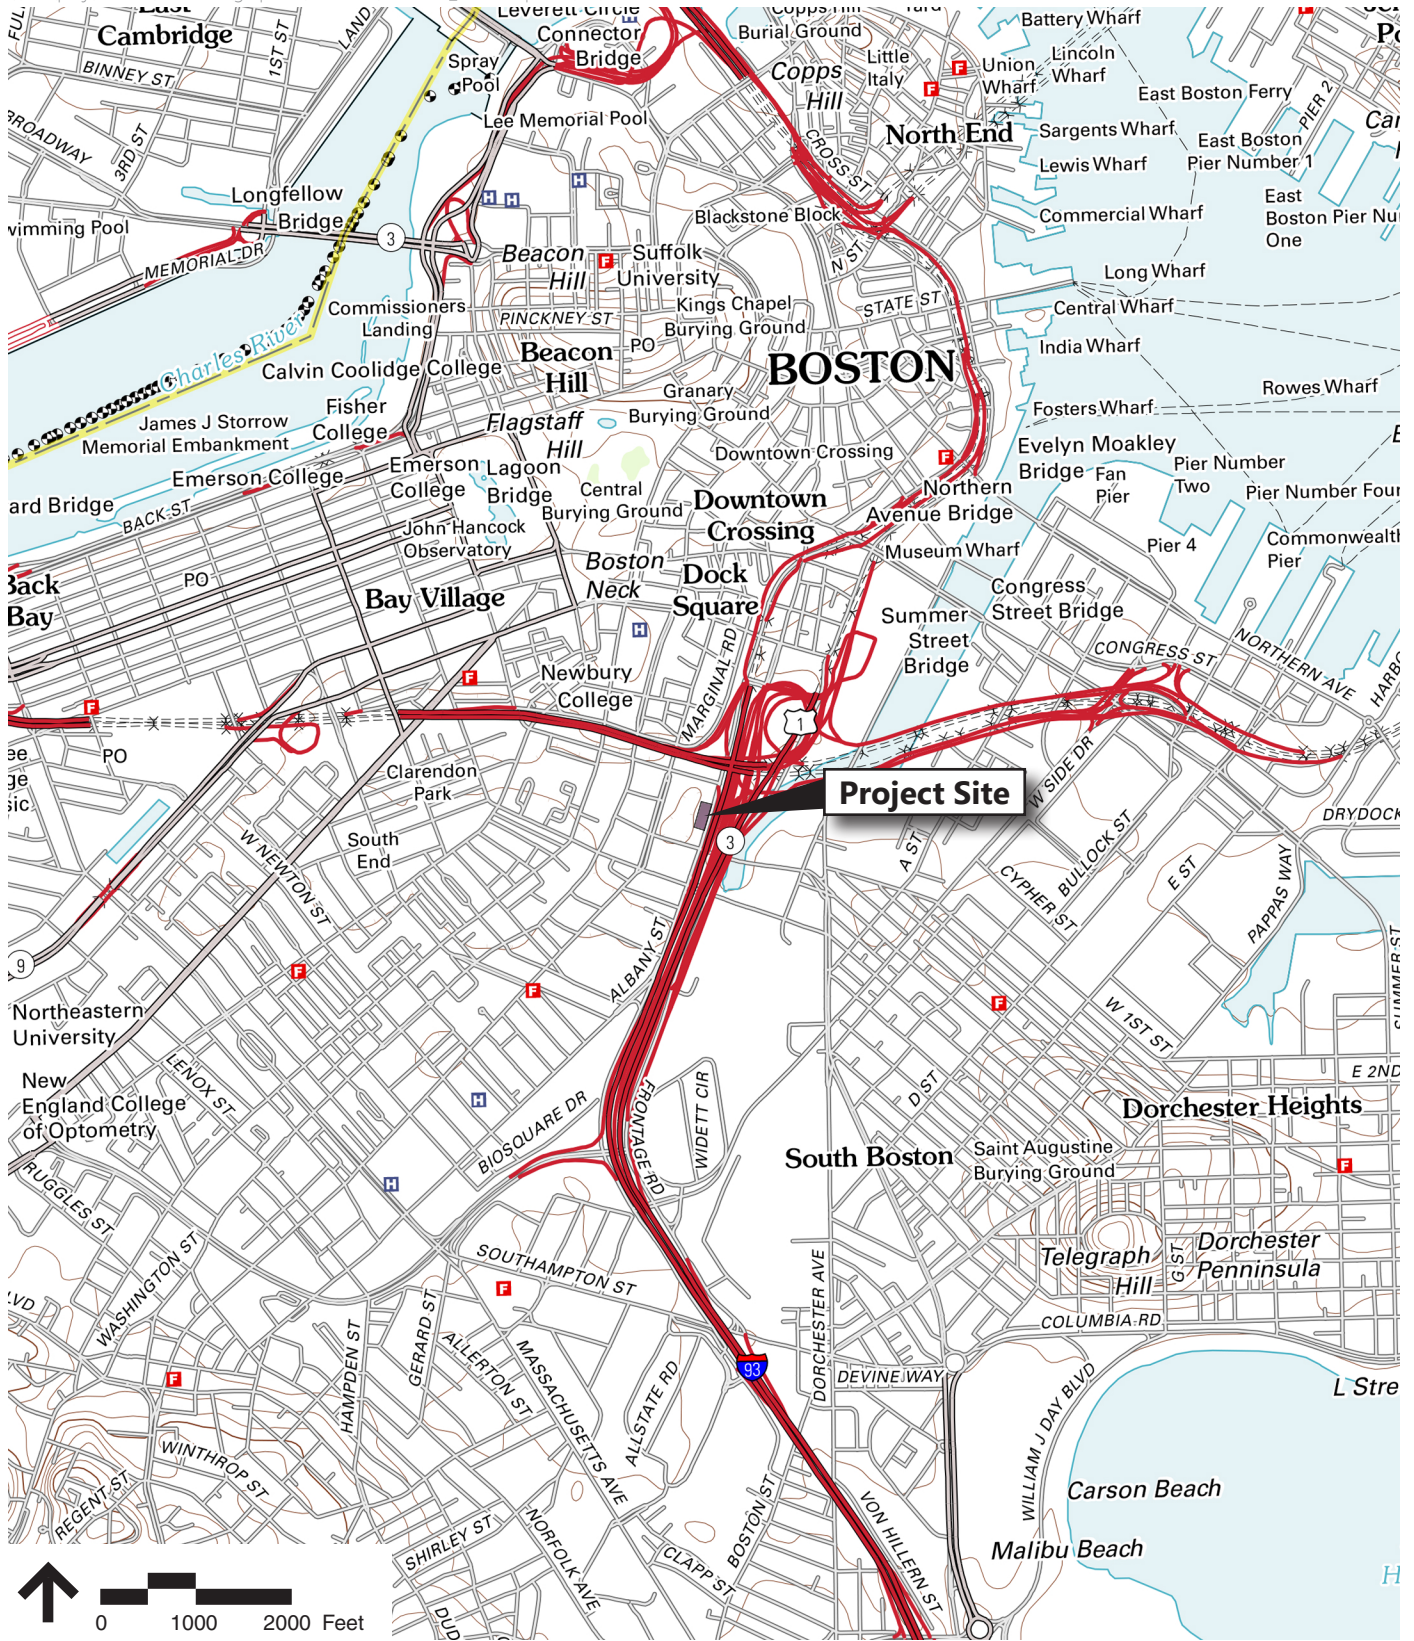 East
Cambridge
1ST ST
LAND
BINNEY ST
BROADWAY
3RD ST
Spray
Pool
Leverett Circle
Connector
Bridge
Copps Hill
Burial Ground
Yard
Little
Italy
Copps
Hill
Battery Wharf
Lincoln
Wharf
Union
Wharf
East Boston Ferry
PIER 2
Lee Memorial Pool
North End
CROSS ST
Sargents Wharf
Lewis Wharf
East Boston
Pier Number 1
East
Boston Pier Nu
One
Commercial Wharf
Longfellow
Bridge
wimming Pool
MEMORIAL DR
3
H
H
H
Blackstone Block
N ST
Beacon
Hill
F
Suffolk
University
Long Wharf
Central Wharf
India Wharf
STATE ST
Commissioners
Landing
Kings Chapel
Burying Ground
PINCKNEY ST
PO
Beacon
Hill
BOSTON
Charles River
Calvin Coolidge College
Granary
Burying Ground
Rowes Wharf
Fosters Wharf
James J Storrow
Memorial Embankment
Fisher
College
Flagstaff
Hill
Downtown Crossing
Evelyn Moakley
Bridge
Fan
Pier
Pier Number
Two
Pier Number Four
Emerson College
Emerson
College
Lagoon
Bridge
Central
Burying Ground
Downtown
Crossing
Northern
Avenue Bridge
ard Bridge
BACK ST
John Hancock
Observatory
Museum Wharf
Pier 4
Commonwealth
Pier
Back
Bay
PO
Bay Village
Boston
Neck
Dock
Square
Congress
Street Bridge
Summer
Street
Bridge
CONGRESS ST
NORTHERN AVE
HARBO
MARGINAL RD
Newbury
College
F
F
H
1
PO
Clarendon
Park
Project Site
3
W SIDE DR
DRYDOCK
South
End
W NEWTON ST
A ST
CYPHER ST
BULLOCK ST
E ST
PAPPAS WAY
SUMMER ST
9
ALBANY ST
F
F
F
W 1ST ST
Northeastern
University
LENOX ST
New
England College
of Optometry
H
BIOSQUARE DR
FRONTAGE RD
WIDETT CIR
D ST
E 2ND
Dorchester Heights
South Boston
Saint Augustine
Burying Ground
F
H
RUGGLES ST
WASHINGTON ST
SOUTHAMPTON ST
F
Telegraph
Hill
G ST
Dorchester
Penninsula
COLUMBIA RD
LVD
HAMPDEN ST
GERARD ST
ALLERTON ST
MASSACHUSETTS AVE
ALLSTATE RD
93
DORCHESTER AVE
DEVINE WAY
WILLIAM J DAY BLVD
L Stre
F
WINTHROP ST
REGENT ST
Carson Beach
Malibu Beach
VON HILLERN ST
BOSTON ST
CLAPP ST
NORFOLK AVE
SHIRLEY ST
DUD
H
0 1000 2000 Feet